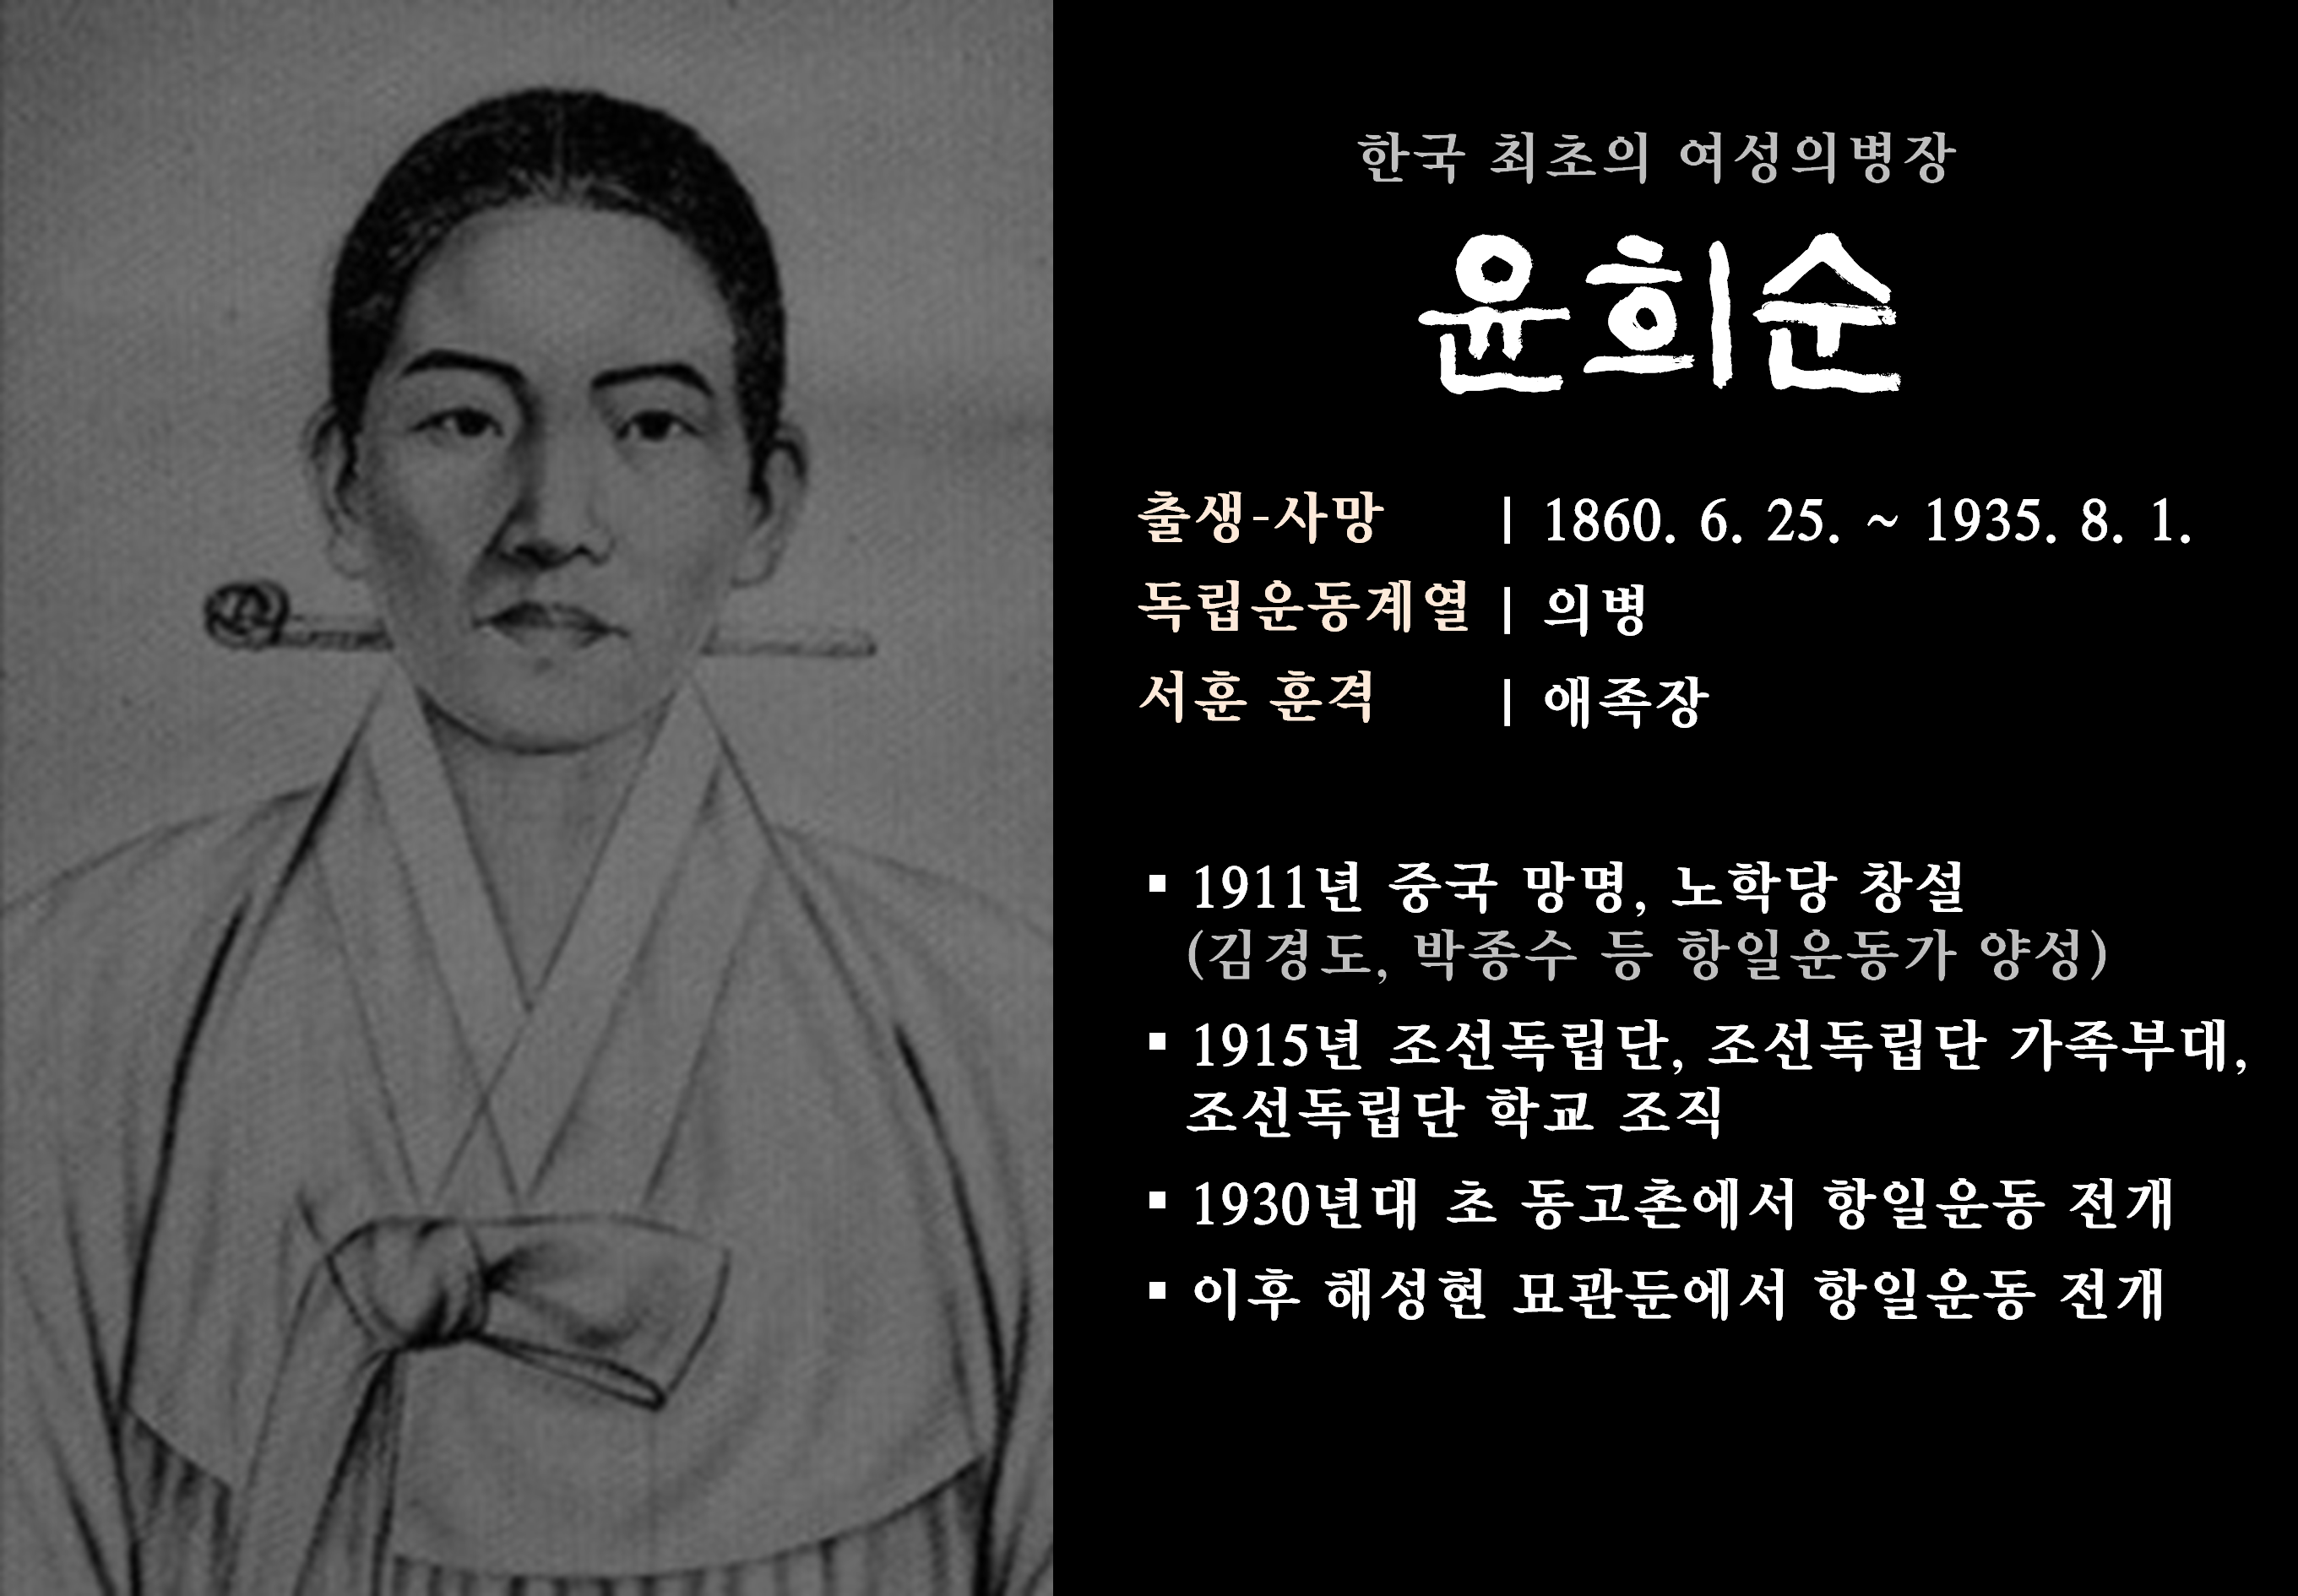 한국 최초의 여성의병장
윤희순
출생-사망 | 1860. 6. 25. ~ 1935. 8. 1.
독립운동계열 | 의병
서훈 훈격 | 애족장
▪ 1911년 중국 망명, 노학당 창설
(김경도, 박종수 등 항일운동가 양성)
▪ 1915년 조선독립단, 조선독립단 가족부대,
조선독립단 학교 조직
▪ 1930년대 초 동고촌에서 항일운동 전개
▪ 이후 해성현 묘관둔에서 항일운동 전개